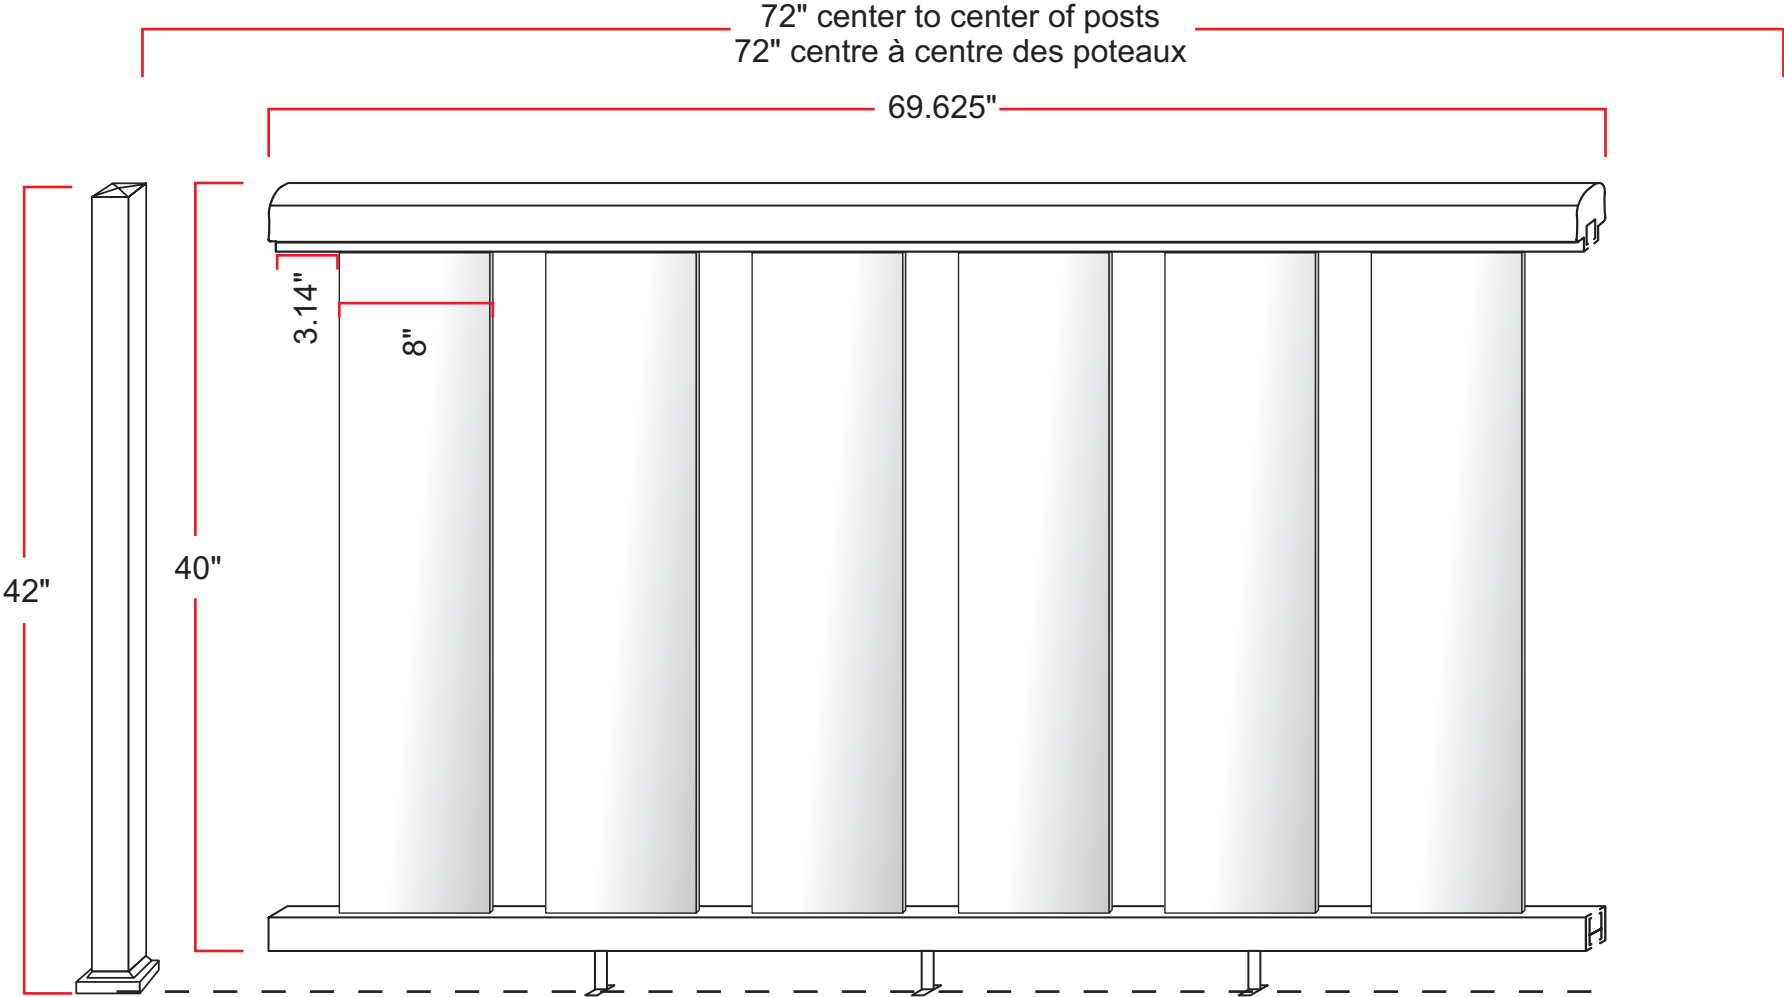 72" center to center of posts
72" centre à centre des poteaux
69.625"
3.14"
8"
40"
42"